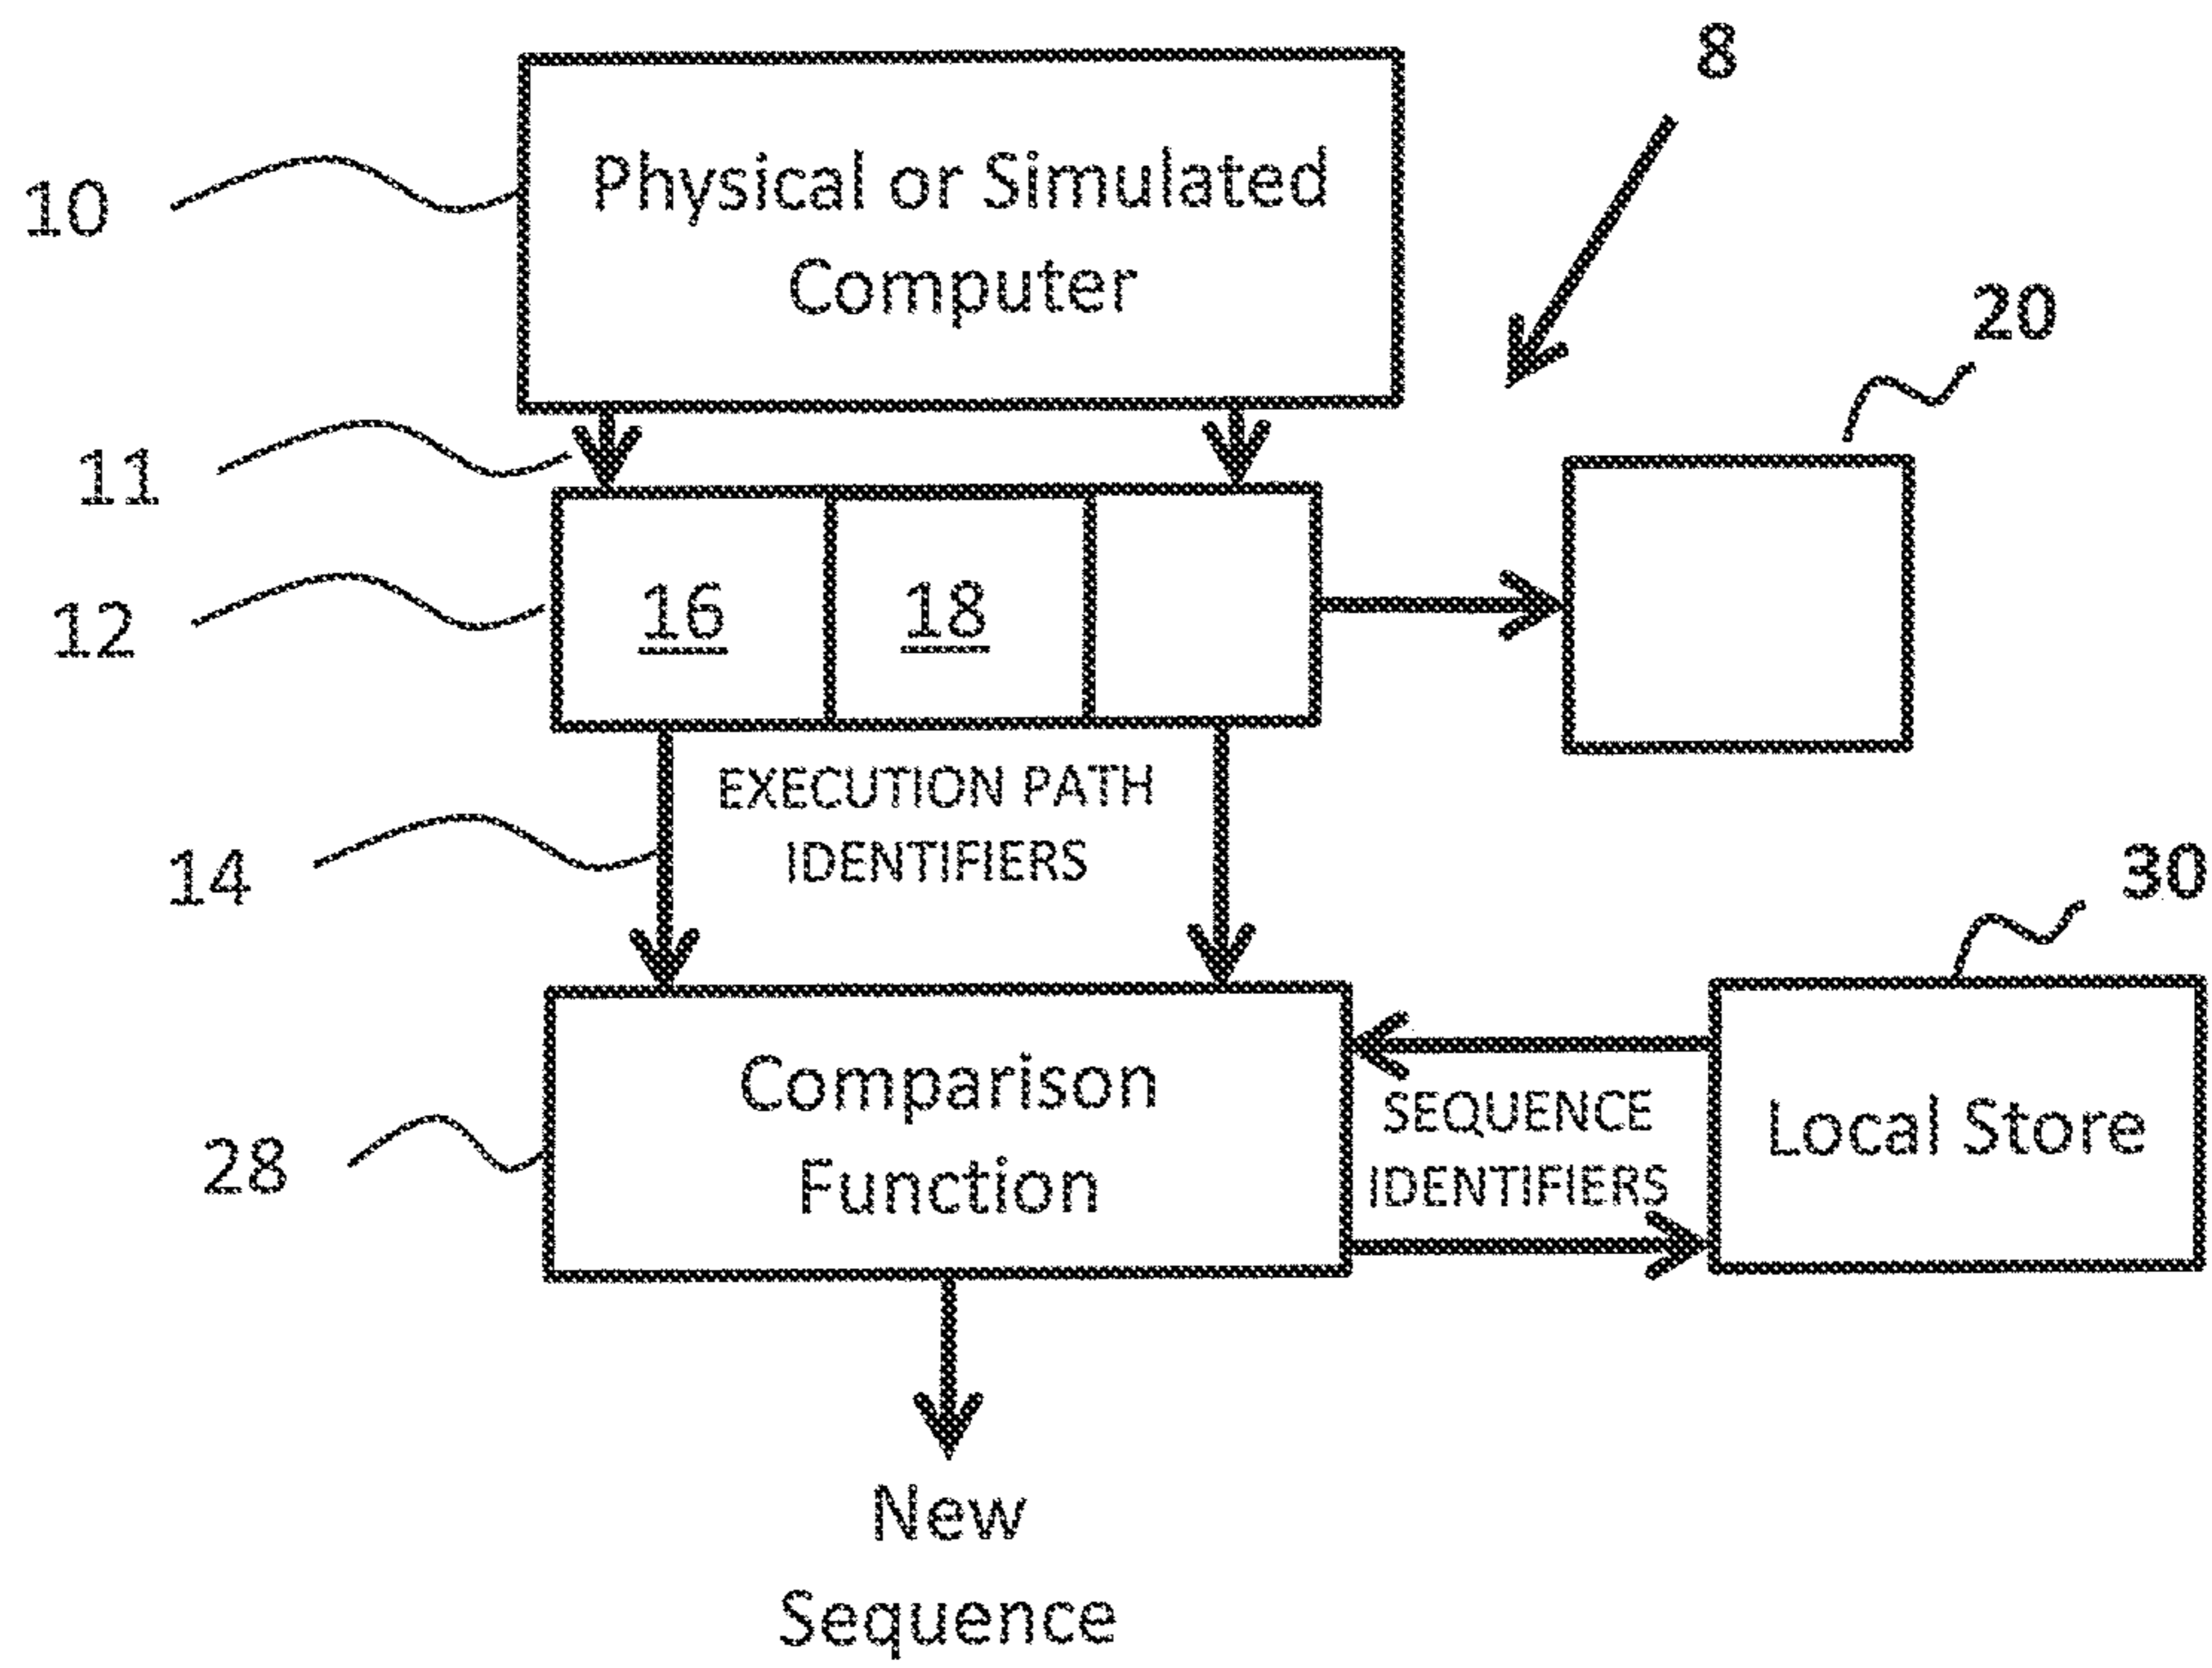 8
Physical or Simulated
Computer
10
20
11
16
18
12
EXECUTION PATH
IDENTIFIERS
14
30
Comparison
Function
SEQUENCE
IDENTIFIERS
Local Store
28
New
Sequence